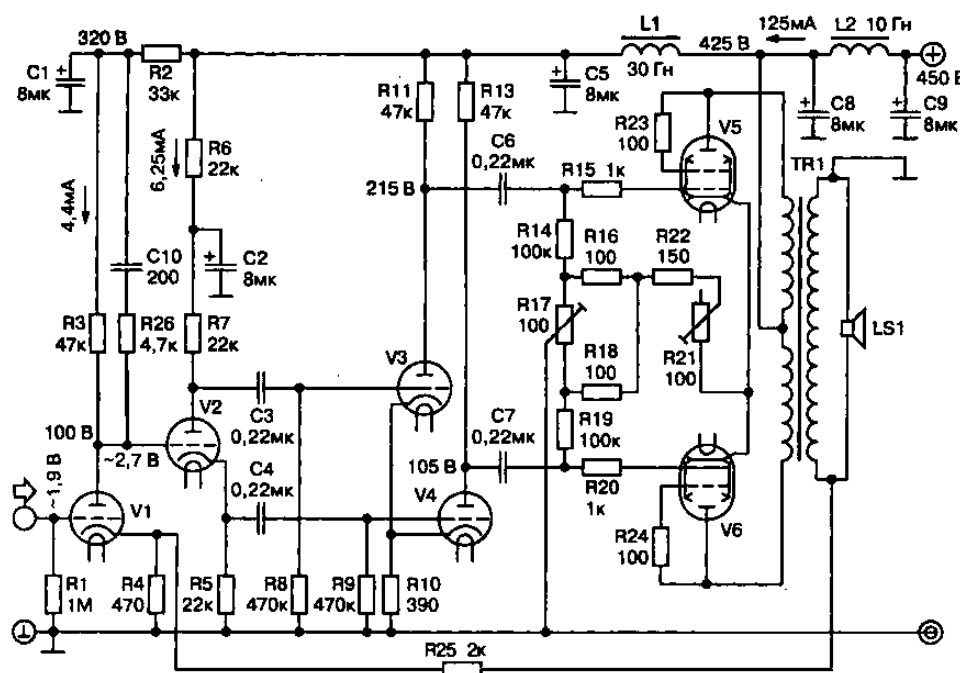 320 В
C1
8мк
R2
33к
4,4мА
6,25мА
R6
22к
R11
47к
R13
47к
C5
8мк
L1
30 Гн
425 В
125мА
L2 10 Гн
450 В
C8
8мк
C9
8мк
R23
100
V5
TR1
C6
0,22мк
R15 1к
215 В
C10
200
C2
8мк
R14
100к
R16
100
R22
150
R3
47к
R26
4,7к
R7
22к
R17
100
R21
100
LS1
V3
R18
100
V2
C3
0,22мк
C7
0,22мк
R19
100к
100 В
~2,7 В
~1,9 В
C4
0,22мк
105 В
V4
R20
1к
V1
V6
R24
100
R1
1М
R4
470
R5
22к
R8
470к
R9
470к
R10
390
R25 2к